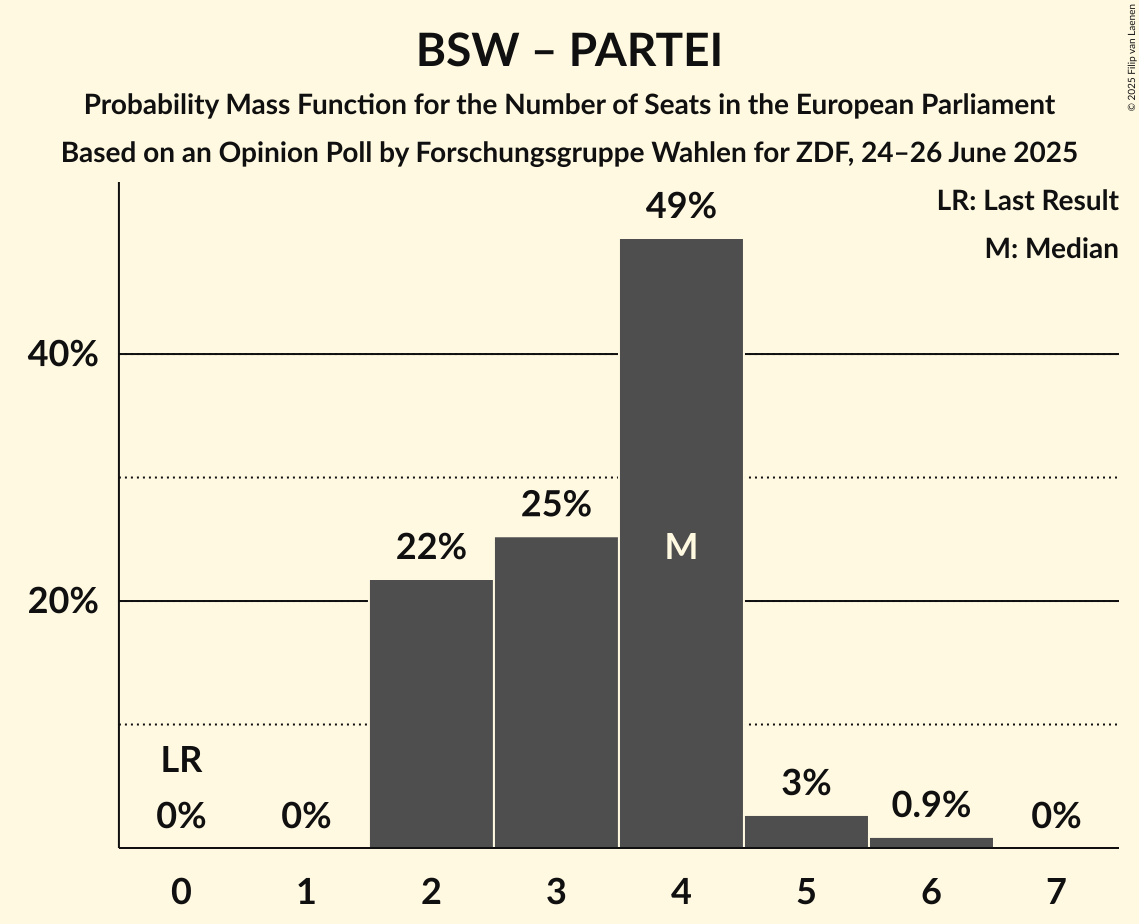 BSW – PARTEI
Probability Mass Function for the Number of Seats in the European Parliament
Based on an Opinion Poll by Forschungsgruppe Wahlen for ZDF, 24–26 June 2025
© 2025 Filip van Laenen
LR: Last Result
M: Median
49%
40%
25%
22%
M
20%
LR
3%
0.9%
0%
0%
0%
0 1 2 3 4 5 6 7